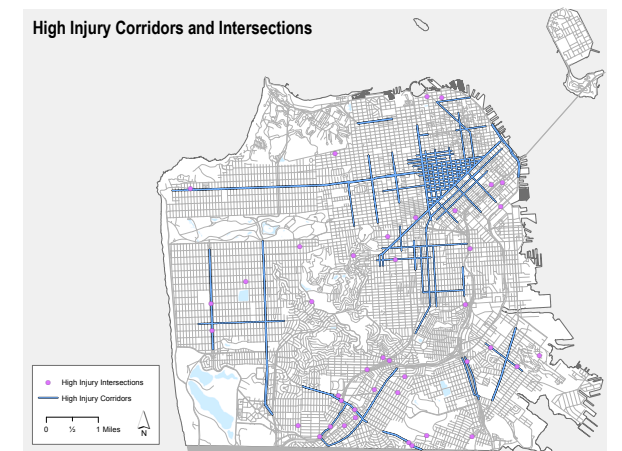 High Injury Corridors and Intersections
High Injury Intersections
High Injury Corridors
0 ½ 1 Miles
N